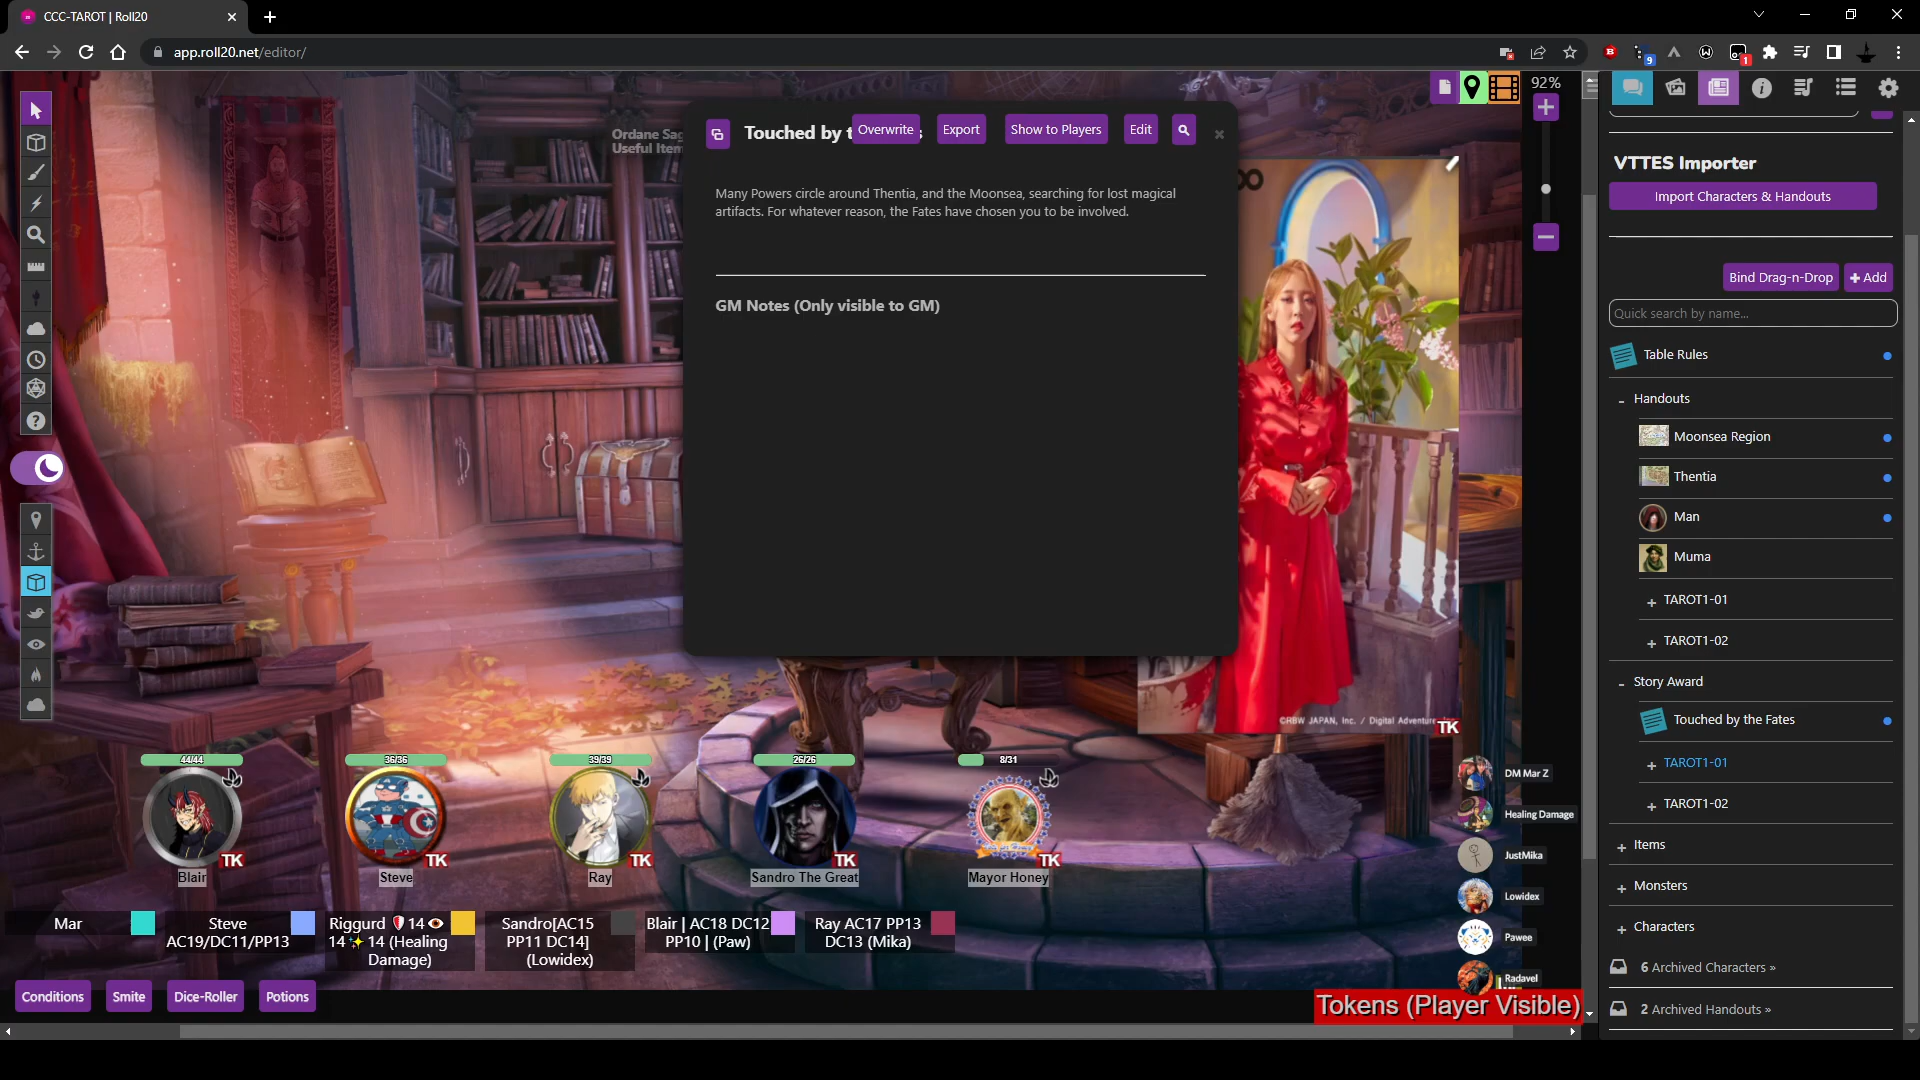 CCC-TAROT | Roll20
app.roll20.net/editor/
9
1
92%
Ordane Sag
Useful Item
Touched by t
Overwrite
Export
Show to Players
Edit
Many Powers circle around Thentia, and the Moonsea, searching for lost magical
artifacts. For whatever reason, the Fates have chosen you to be involved.
GM Notes (Only visible to GM)
©RBW JAPAN, Inc. / Digital Adventure
TK
VTTES Importer
Import Characters & Handouts
Bind Drag-n-Drop
Add
Quick search by name...
Table Rules
Handouts
Moonsea Region
Thentia
Man
Muma
TAROT1-01
TAROT1-02
Story Award
Touched by the Fates
TAROT1-01
TAROT1-02
Items
Monsters
Characters
6 Archived Characters »
2 Archived Handouts »
44/44
36/36
39/39
26/26
8/31
TK
TK
TK
TK
TK
Blair
Steve
Ray
Sandro The Great
Mayor Honey
DM Mar Z
Healing Damage
JustMika
Lowidex
Pawee
Radavel
Mar
Steve
AC19/DC11/PP13
Riggurd 14
14 14 (Healing
Damage)
Sandro[AC15
PP11 DC14]
(Lowidex)
Blair | AC18 DC12
PP10 | (Paw)
Ray AC17 PP13
DC13 (Mika)
Conditions
Smite
Dice-Roller
Potions
Tokens (Player Visible)